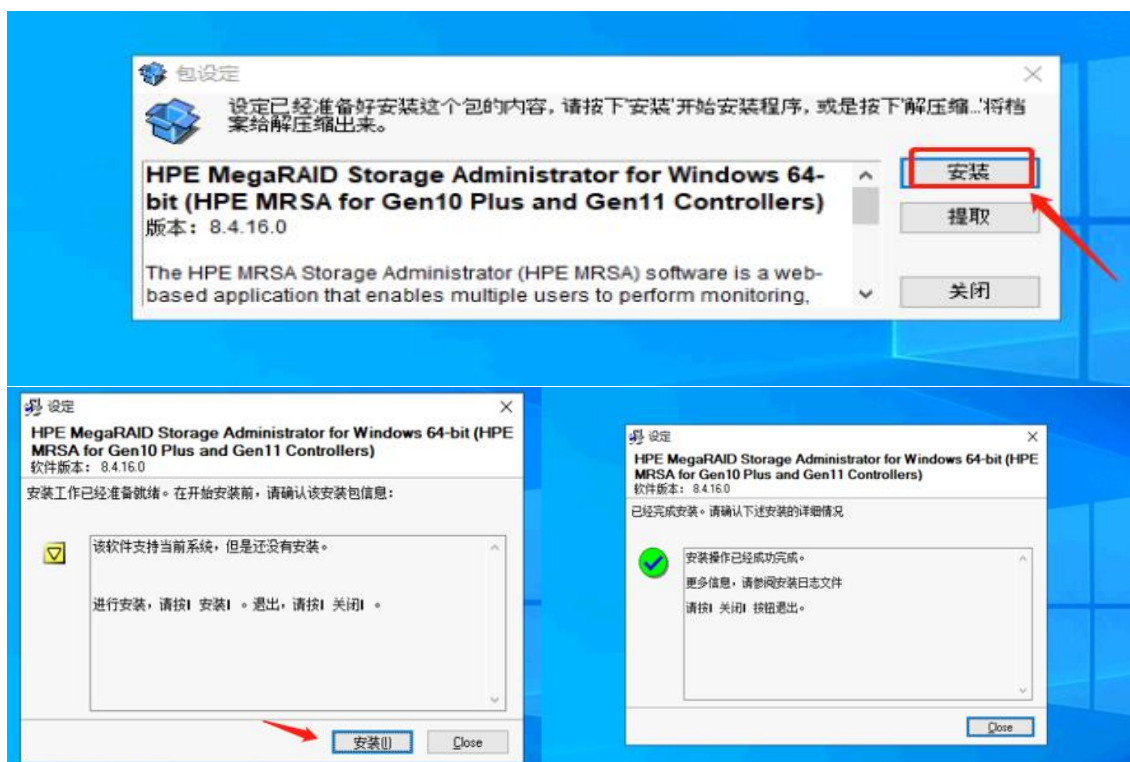 包设定
设定已经准备好安装这个包的内容, 请按下'安装'开始安装程序, 或是按下'解压缩...'将档
案给解压缩出来。
HPE MegaRAID Storage Administrator for Windows 64-
bit (HPE MRSA for Gen10 Plus and Gen11 Controllers)
版本: 8.4.16.0
The HPE MRSA Storage Administrator (HPE MRSA) software is a web-
based application that enables multiple users to perform monitoring,
安装
提取
关闭
设定
HPE MegaRAID Storage Administrator for Windows 64-bit (HPE
MRSA for Gen10 Plus and Gen11 Controllers)
软件版本: 8.4.16.0
安装工作已经准备就绪。在开始安装前, 请确认该安装包信息:
该软件支持当前系统, 但是还没有安装。
进行安装, 请按I 安装I 。退出, 请按I 关闭I 。
安装(I)
Close
设定
HPE MegaRAID Storage Administrator for Windows 64-bit (HPE
MRSA for Gen10 Plus and Gen11 Controllers)
软件版本: 8.4.16.0
已经完成安装。请确认下述安装的详细情况
安装操作已经成功完成。
更多信息, 请参阅安装日志文件
请按I 关闭I 按钮退出。
Close